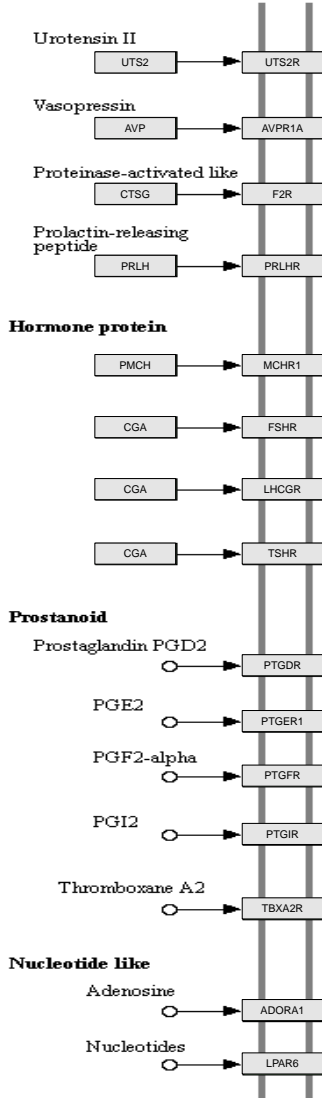 Urotensin II
UTS2 UTS2R
Vasopressin
AVP AVPR1A
Proteinase-activated like
CTSG F2R
Prolactin-releasing
peptide
PRLH PRLHR
Hormone protein
PMCH MCHR1
CGA FSHR
CGA LHCGR
CGA TSHR
Prostanoid
Prostaglandin PGD2
PTGDR
PGE2
PTGER1
PGF2-alpha
PTGFR
PGI2
PTGIR
Thromboxane A2
TBXA2R
Nucleotide like
Adenosine
ADORA1
Nucleotides
LPAR6